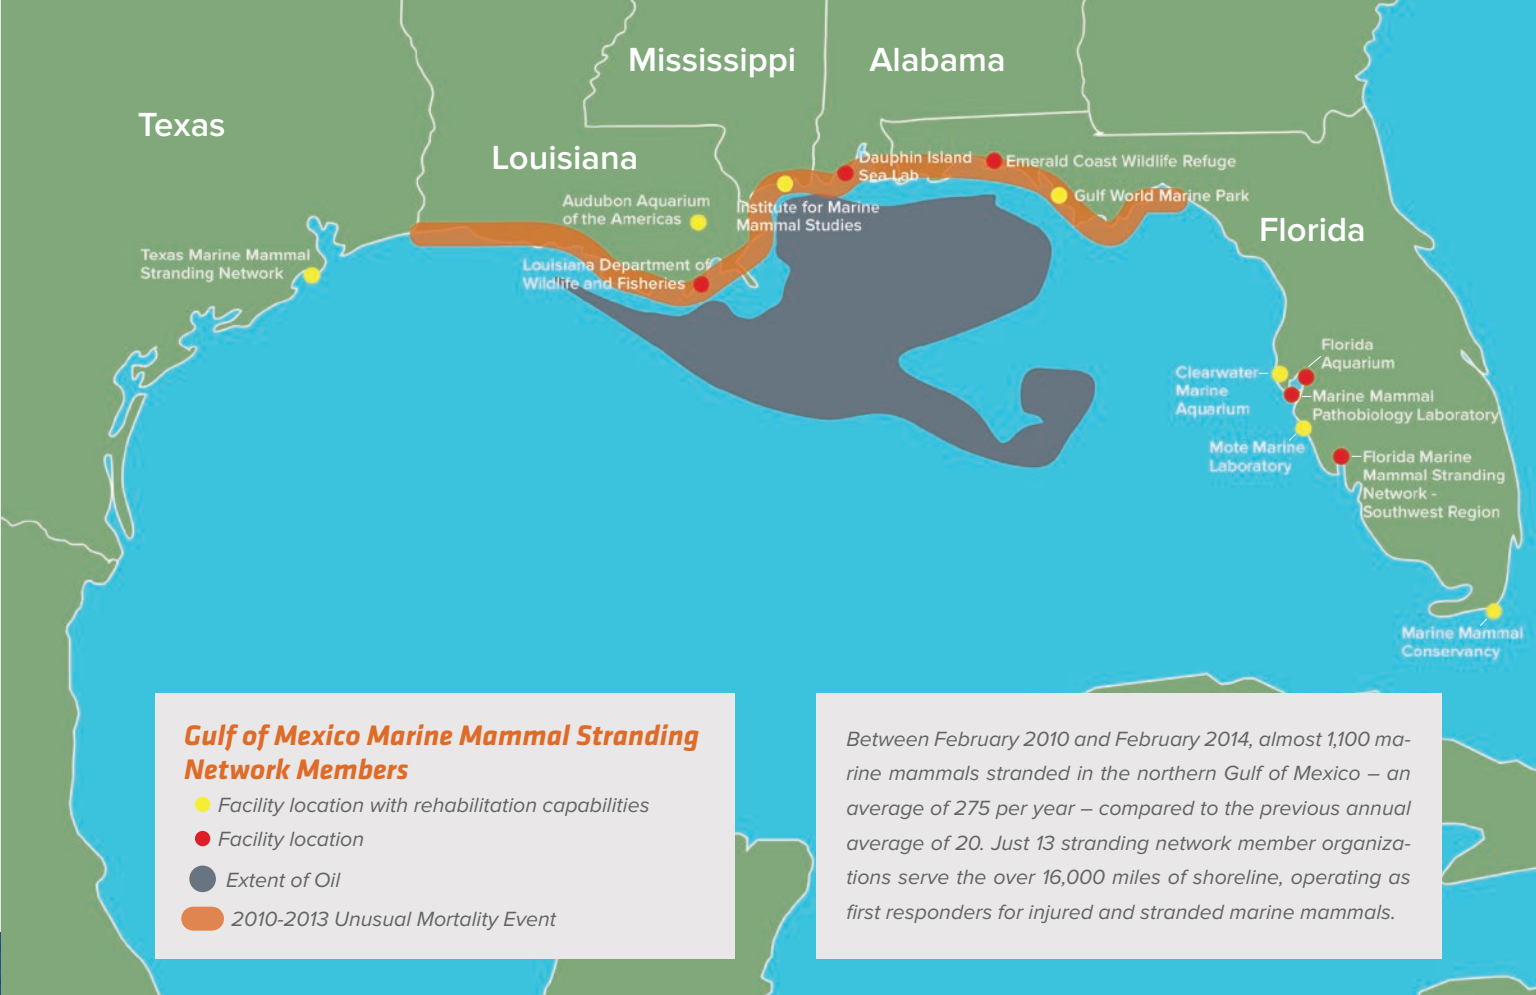 Mississippi
Alabama
Texas
Louisiana
Florida
Dauphin Island
Sea Lab
Emerald Coast Wildlife Refuge
Gulf World Marine Park
Audubon Aquarium
of the Americas
Institute for Marine
Mammal Studies
Texas Marine Mammal
Stranding Network
Louisiana Department of
Wildlife and Fisheries
Florida
Aquarium
Clearwater
Marine
Aquarium
Marine Mammal
Pathobiology Laboratory
Mote Marine
Laboratory
Florida Marine
Mammal Stranding
Network -
Southwest Region
Marine Mammal
Conservancy
Gulf of Mexico Marine Mammal Stranding
Network Members
Facility location with rehabilitation capabilities
Facility location
Extent of Oil
2010-2013 Unusual Mortality Event
Between February 2010 and February 2014, almost 1,100 ma-
rine mammals stranded in the northern Gulf of Mexico – an
average of 275 per year – compared to the previous annual
average of 20. Just 13 stranding network member organiza-
tions serve the over 16,000 miles of shoreline, operating as
first responders for injured and stranded marine mammals.